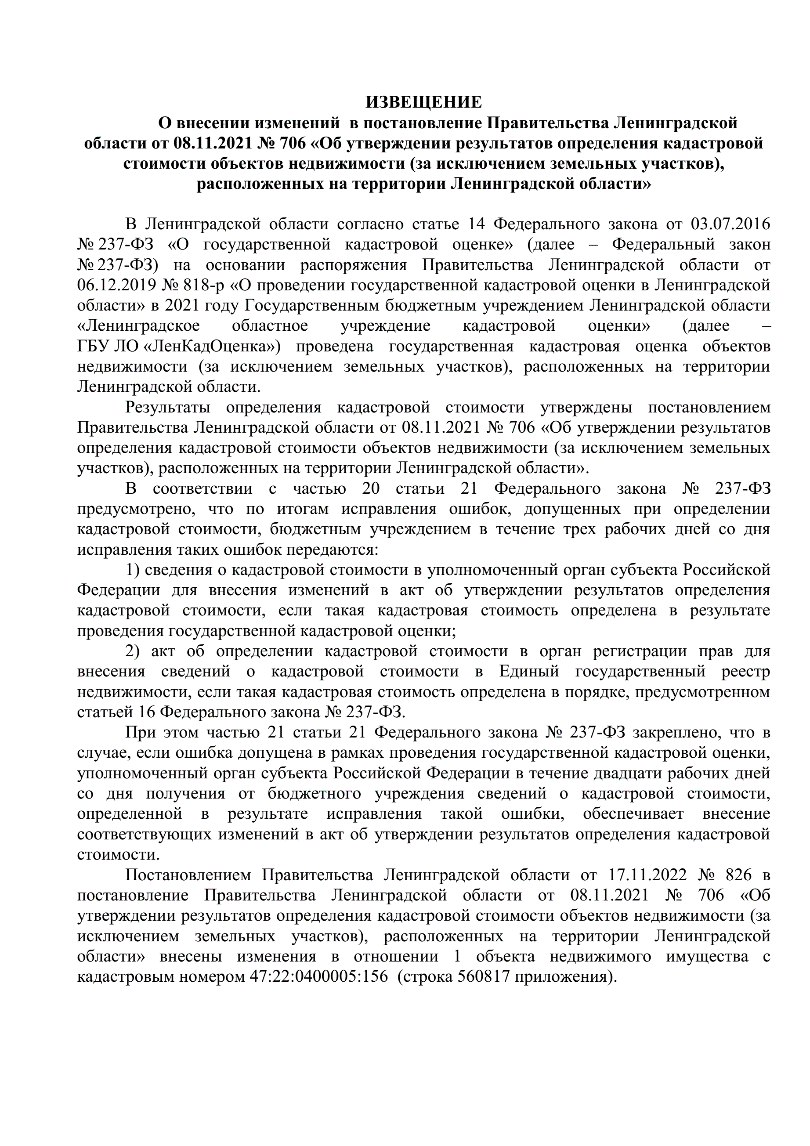 ИЗВЕЩЕНИЕ
О внесении изменений в постановление Правительства Ленинградской
области от 08.11.2021 № 706 «Об утверждении результатов определения кадастровой
стоимости объектов недвижимости (за исключением земельных участков),
расположенных на территории Ленинградской области»
В Ленинградской области согласно статье 14 Федерального закона от 03.07.2016
№ 237-ФЗ «О государственной кадастровой оценке» (далее – Федеральный закон
№ 237-ФЗ) на основании распоряжения Правительства Ленинградской области от
06.12.2019 № 818-р «О проведении государственной кадастровой оценки в Ленинградской
области» в 2021 году Государственным бюджетным учреждением Ленинградской области
«Ленинградское областное учреждение кадастровой оценки» (далее –
ГБУ ЛО «ЛенКадОценка») проведена государственная кадастровая оценка объектов
недвижимости (за исключением земельных участков), расположенных на территории
Ленинградской области.
Результаты определения кадастровой стоимости утверждены постановлением
Правительства Ленинградской области от 08.11.2021 № 706 «Об утверждении результатов
определения кадастровой стоимости объектов недвижимости (за исключением земельных
участков), расположенных на территории Ленинградской области».
В соответствии с частью 20 статьи 21 Федерального закона № 237-ФЗ
предусмотрено, что по итогам исправления ошибок, допущенных при определении
кадастровой стоимости, бюджетным учреждением в течение трех рабочих дней со дня
исправления таких ошибок передаются:
1) сведения о кадастровой стоимости в уполномоченный орган субъекта Российской
Федерации для внесения изменений в акт об утверждении результатов определения
кадастровой стоимости, если такая кадастровая стоимость определена в результате
проведения государственной кадастровой оценки;
2) акт об определении кадастровой стоимости в орган регистрации прав для
внесения сведений о кадастровой стоимости в Единый государственный реестр
недвижимости, если такая кадастровая стоимость определена в порядке, предусмотренном
статьей 16 Федерального закона № 237-ФЗ.
При этом частью 21 статьи 21 Федерального закона № 237-ФЗ закреплено, что в
случае, если ошибка допущена в рамках проведения государственной кадастровой оценки,
уполномоченный орган субъекта Российской Федерации в течение двадцати рабочих дней
со дня получения от бюджетного учреждения сведений о кадастровой стоимости,
определенной в результате исправления такой ошибки, обеспечивает внесение
соответствующих изменений в акт об утверждении результатов определения кадастровой
стоимости.
Постановлением Правительства Ленинградской области от 17.11.2022 № 826 в
постановление Правительства Ленинградской области от 08.11.2021 № 706 «Об
утверждении результатов определения кадастровой стоимости объектов недвижимости (за
исключением земельных участков), расположенных на территории Ленинградской
области» внесены изменения в отношении 1 объекта недвижимого имущества с
кадастровым номером 47:22:0400005:156 (строка 560817 приложения).